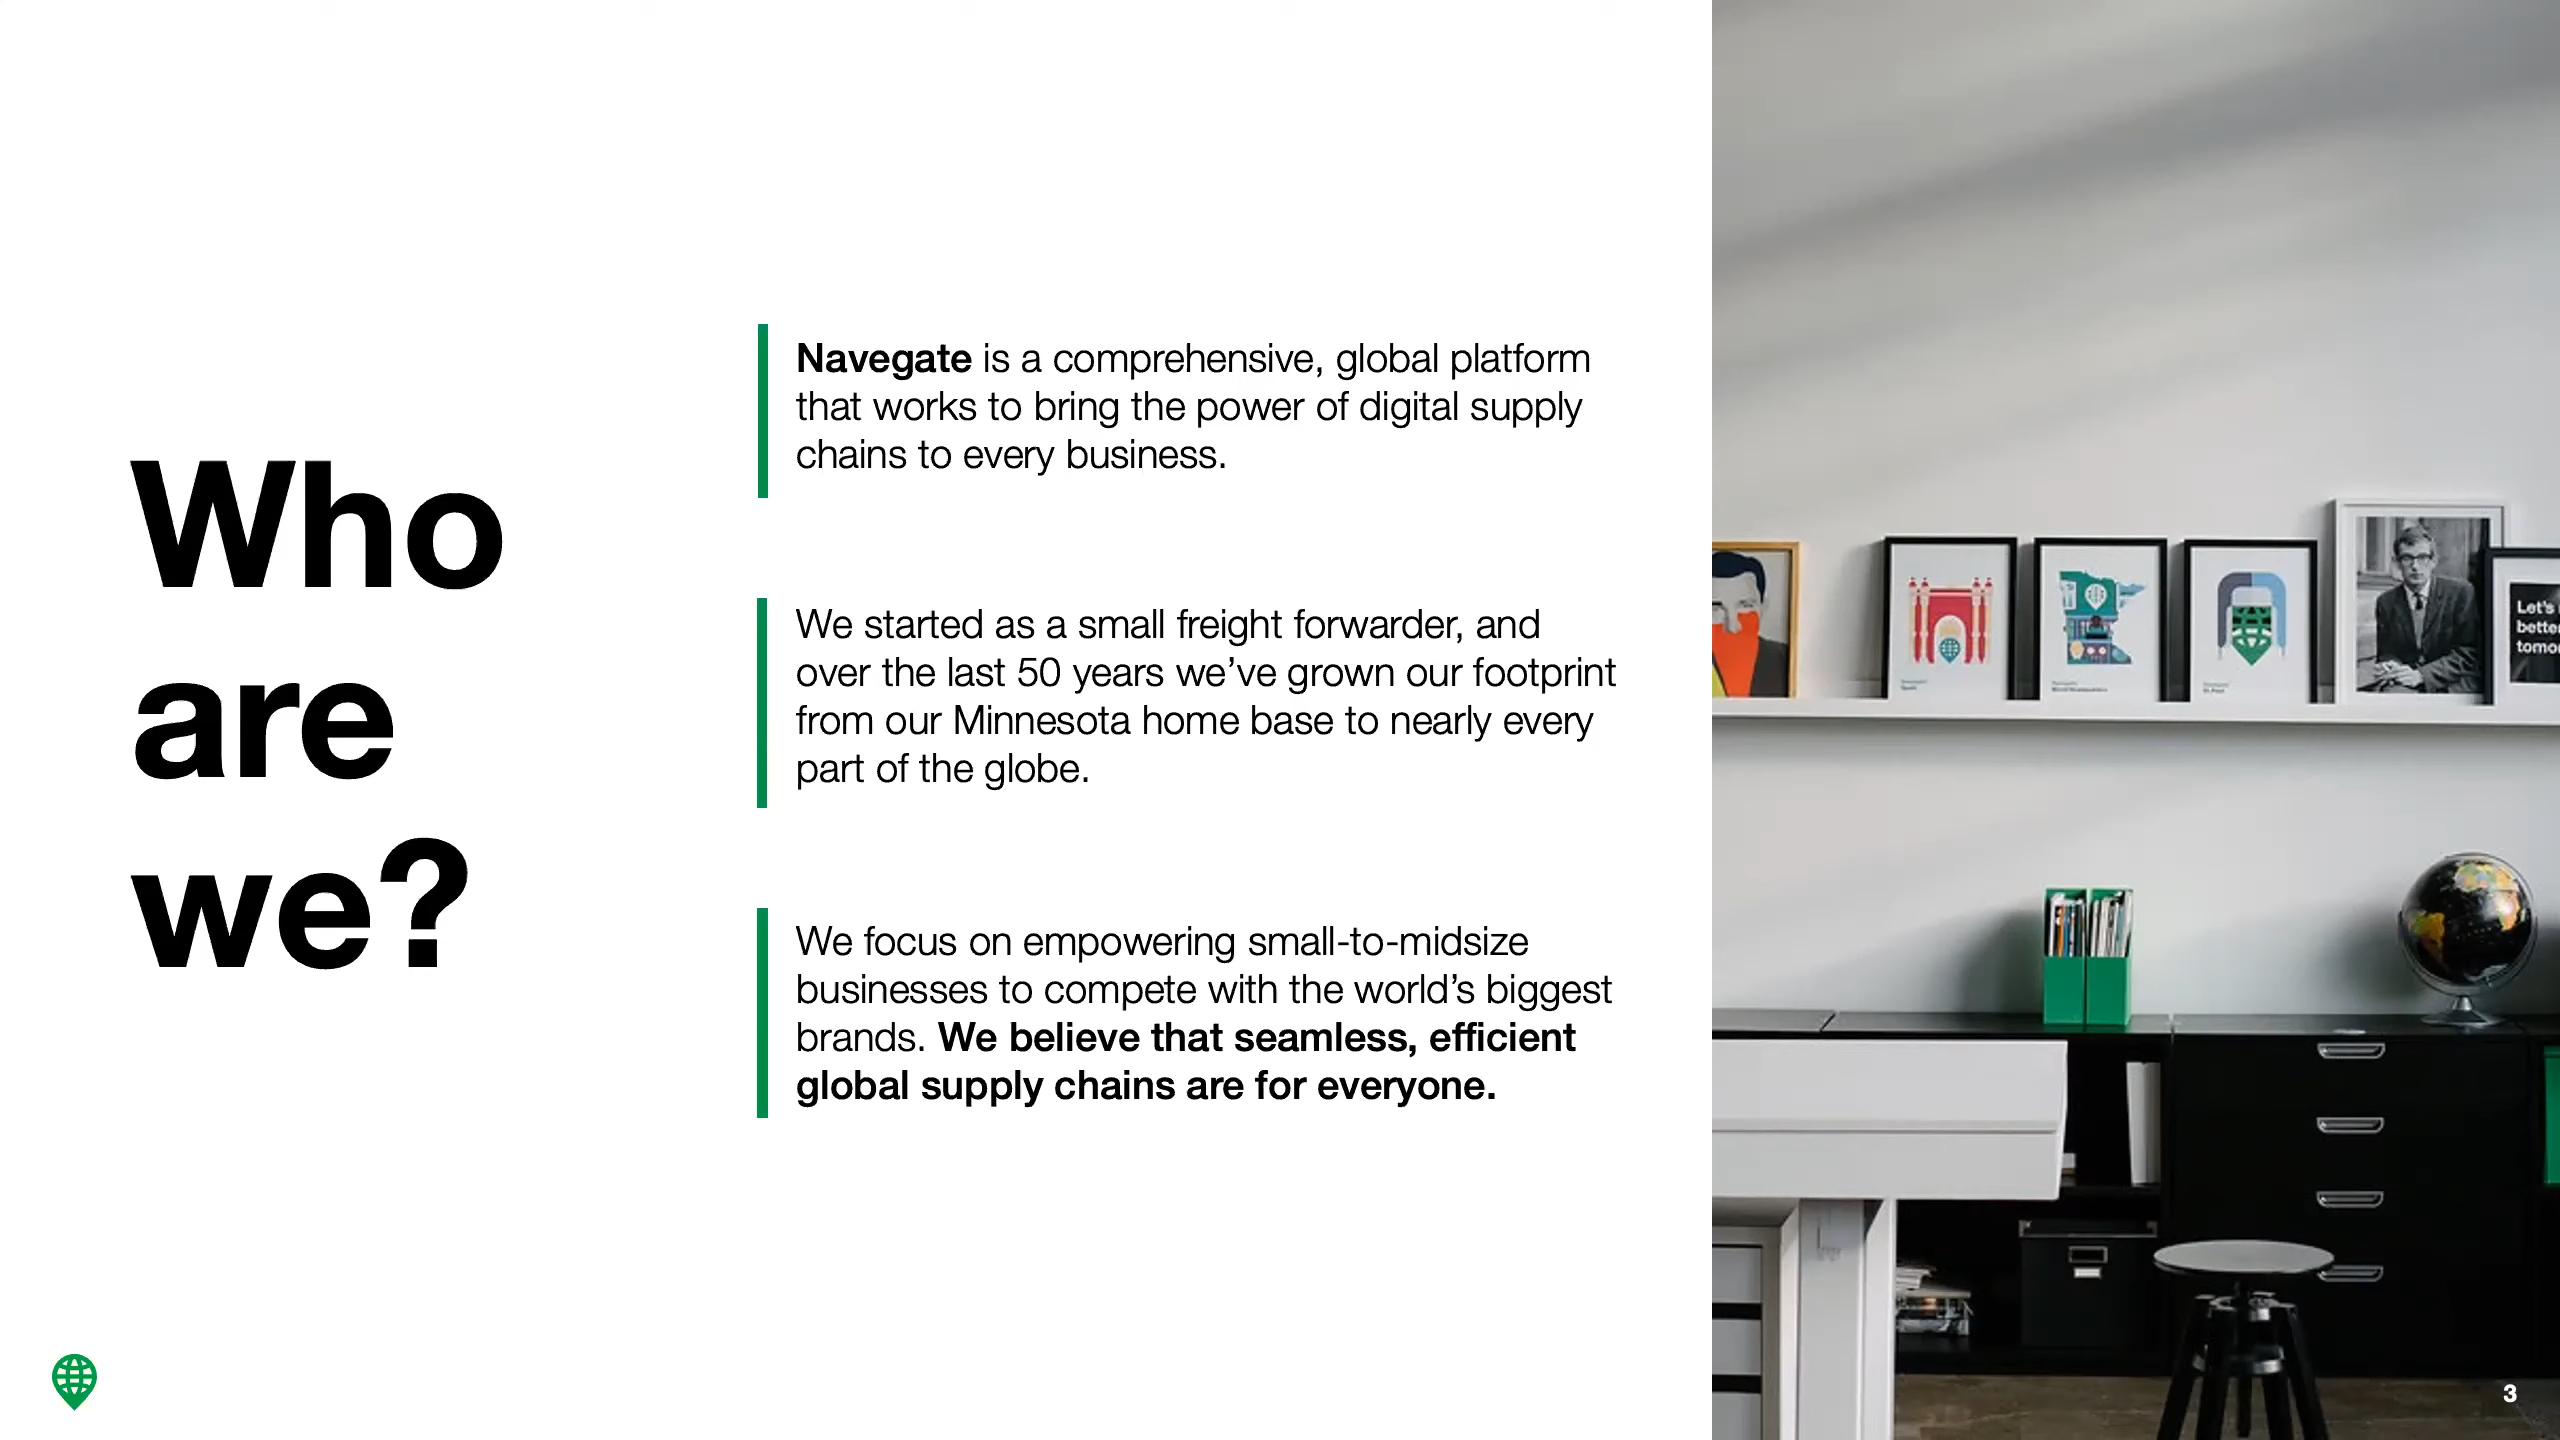 Who
are
we?
Navegate is a comprehensive, global platform
that works to bring the power of digital supply
chains to every business.
We started as a small freight forwarder, and
over the last 50 years we’ve grown our footprint
from our Minnesota home base to nearly every
part of the globe.
We focus on empowering small-to-midsize
businesses to compete with the world’s biggest
brands. We believe that seamless, efficient
global supply chains are for everyone.
Let's
3